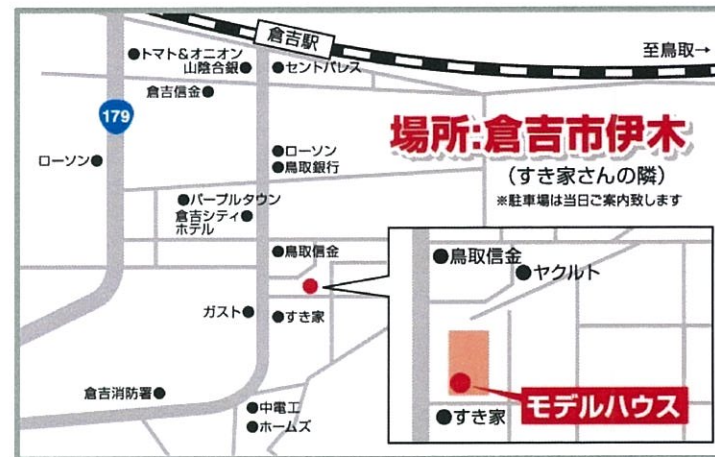 倉吉駅
至鳥取→
トマト&オニオン
山陰合銀
セントパレス
倉吉信金
179
場所:倉吉市伊木
(すき家さんの隣)
※駐車場は当日ご案内致します
ローソン
ローソン
鳥取銀行
パープルタウン
倉吉シティ
ホテル
鳥取信金
ガスト
すき家
倉吉消防署
中電工
ホームズ
鳥取信金
ヤクルト
モデルハウス
すき家